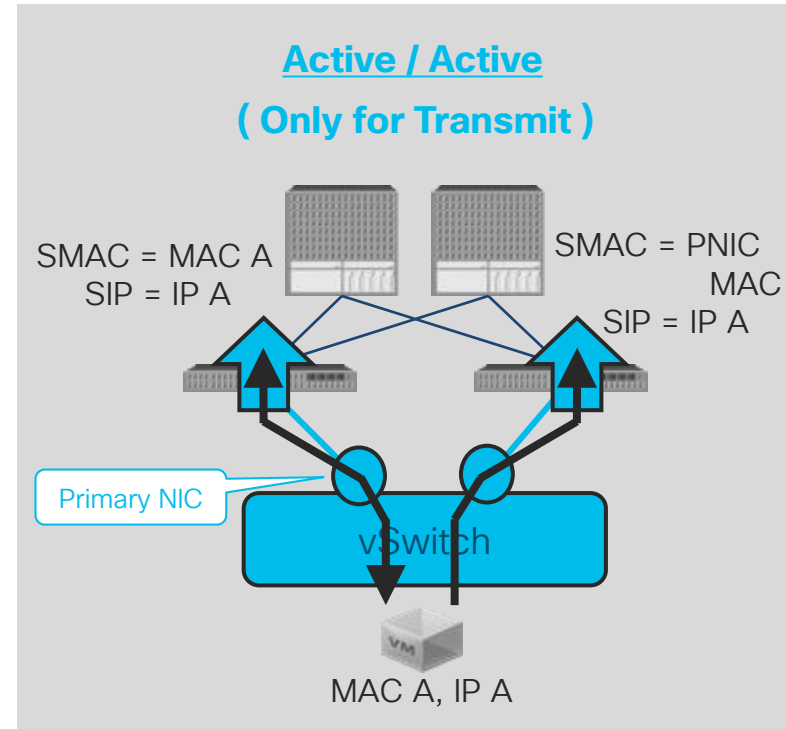 Active / Active
( Only for Transmit )
SMAC = MAC A
SIP = IP A
SMAC = PNIC
MAC
SIP = IP A
Primary NIC
vSwitch
VM
MAC A, IP A